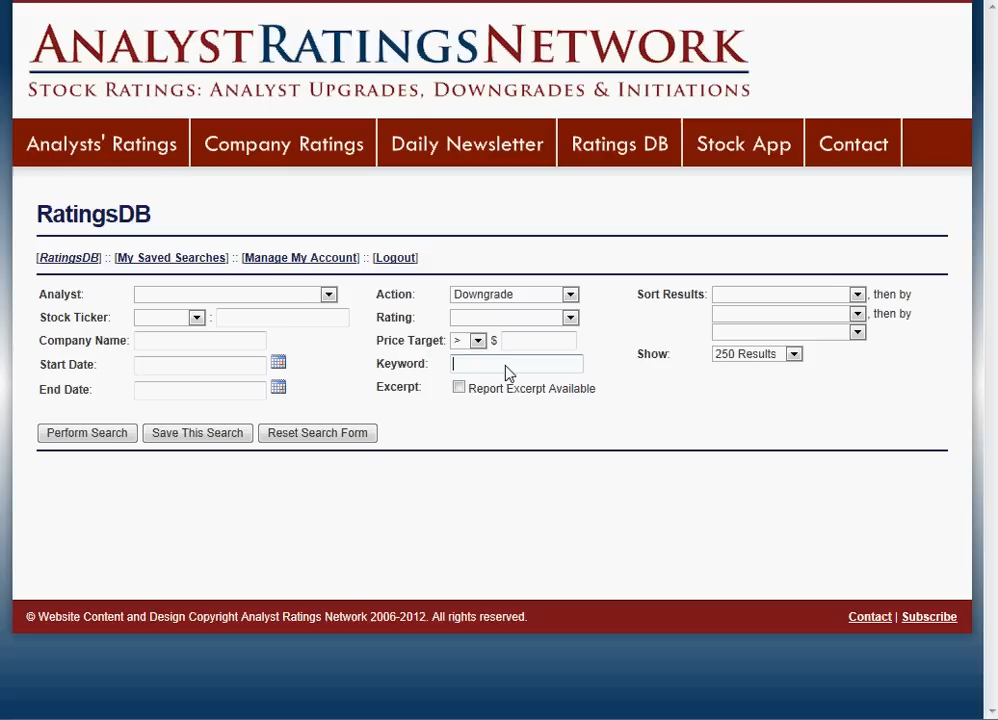 ANALYSTRATINGSNETWORK
STOCK RATINGS: ANALYST UPGRADES, DOWNGRADES & INITIATIONS
Analysts' Ratings Company Ratings Daily Newsletter Ratings DB Stock App Contact
RatingsDB
[RatingsDB] :: [My Saved Searches] :: [Manage My Account] :: [Logout]
Analyst: Action: Downgrade Sort Results: , then by
Stock Ticker: : Rating: , then by
Company Name: Price Target: > $
Start Date: Keyword: Show: 250 Results
End Date: Excerpt: Report Excerpt Available
Perform Search Save This Search Reset Search Form
© Website Content and Design Copyright Analyst Ratings Network 2006-2012. All rights reserved. Contact | Subscribe